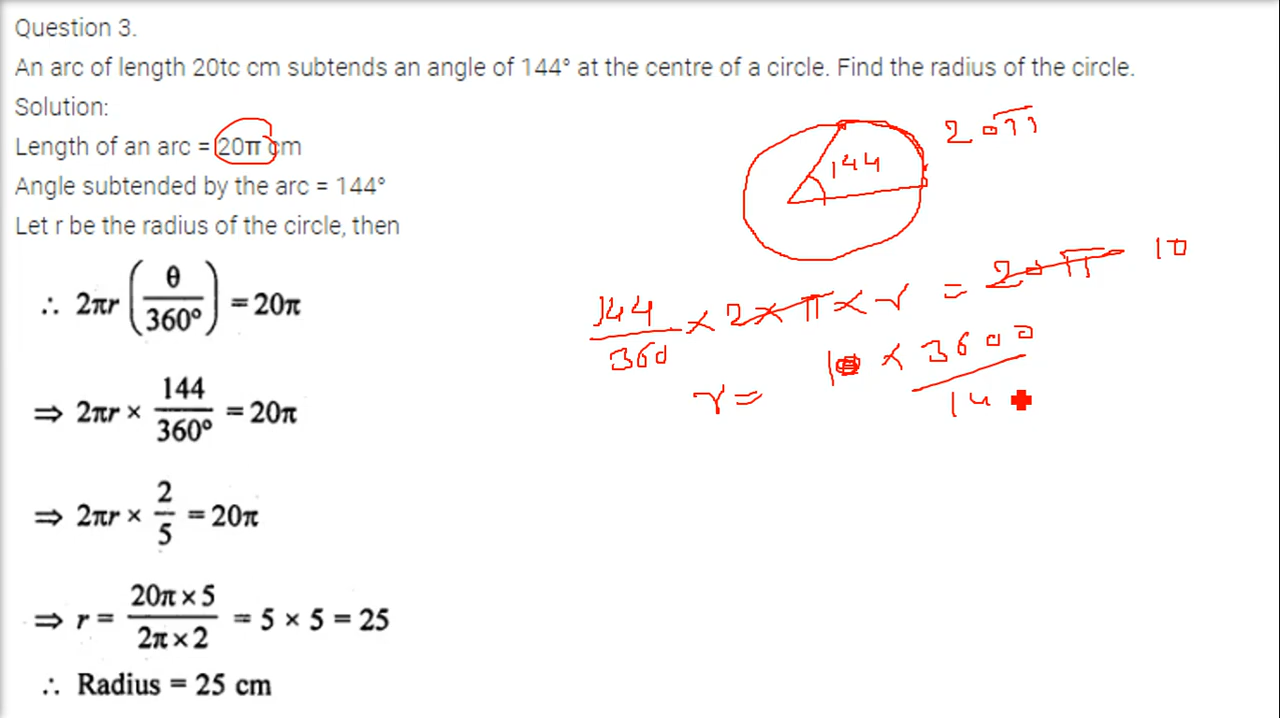 Question 3.
An arc of length 20tc cm subtends an angle of 144° at the centre of a circle. Find the radius of the circle.
Solution:
Length of an arc = 20π cm
Angle subtended by the arc = 144°
Let r be the radius of the circle, then
∴ 2πr (θ/360°) = 20π
⇒ 2πr × 144/360° = 20π
⇒ 2πr × 2/5 = 20π
⇒ r = 20π × 5/2π × 2 = 5 × 5 = 25
∴ Radius = 25 cm
20π
144
144/360 × 2 × π × r = 20π 10
r = 10 × 3600/14